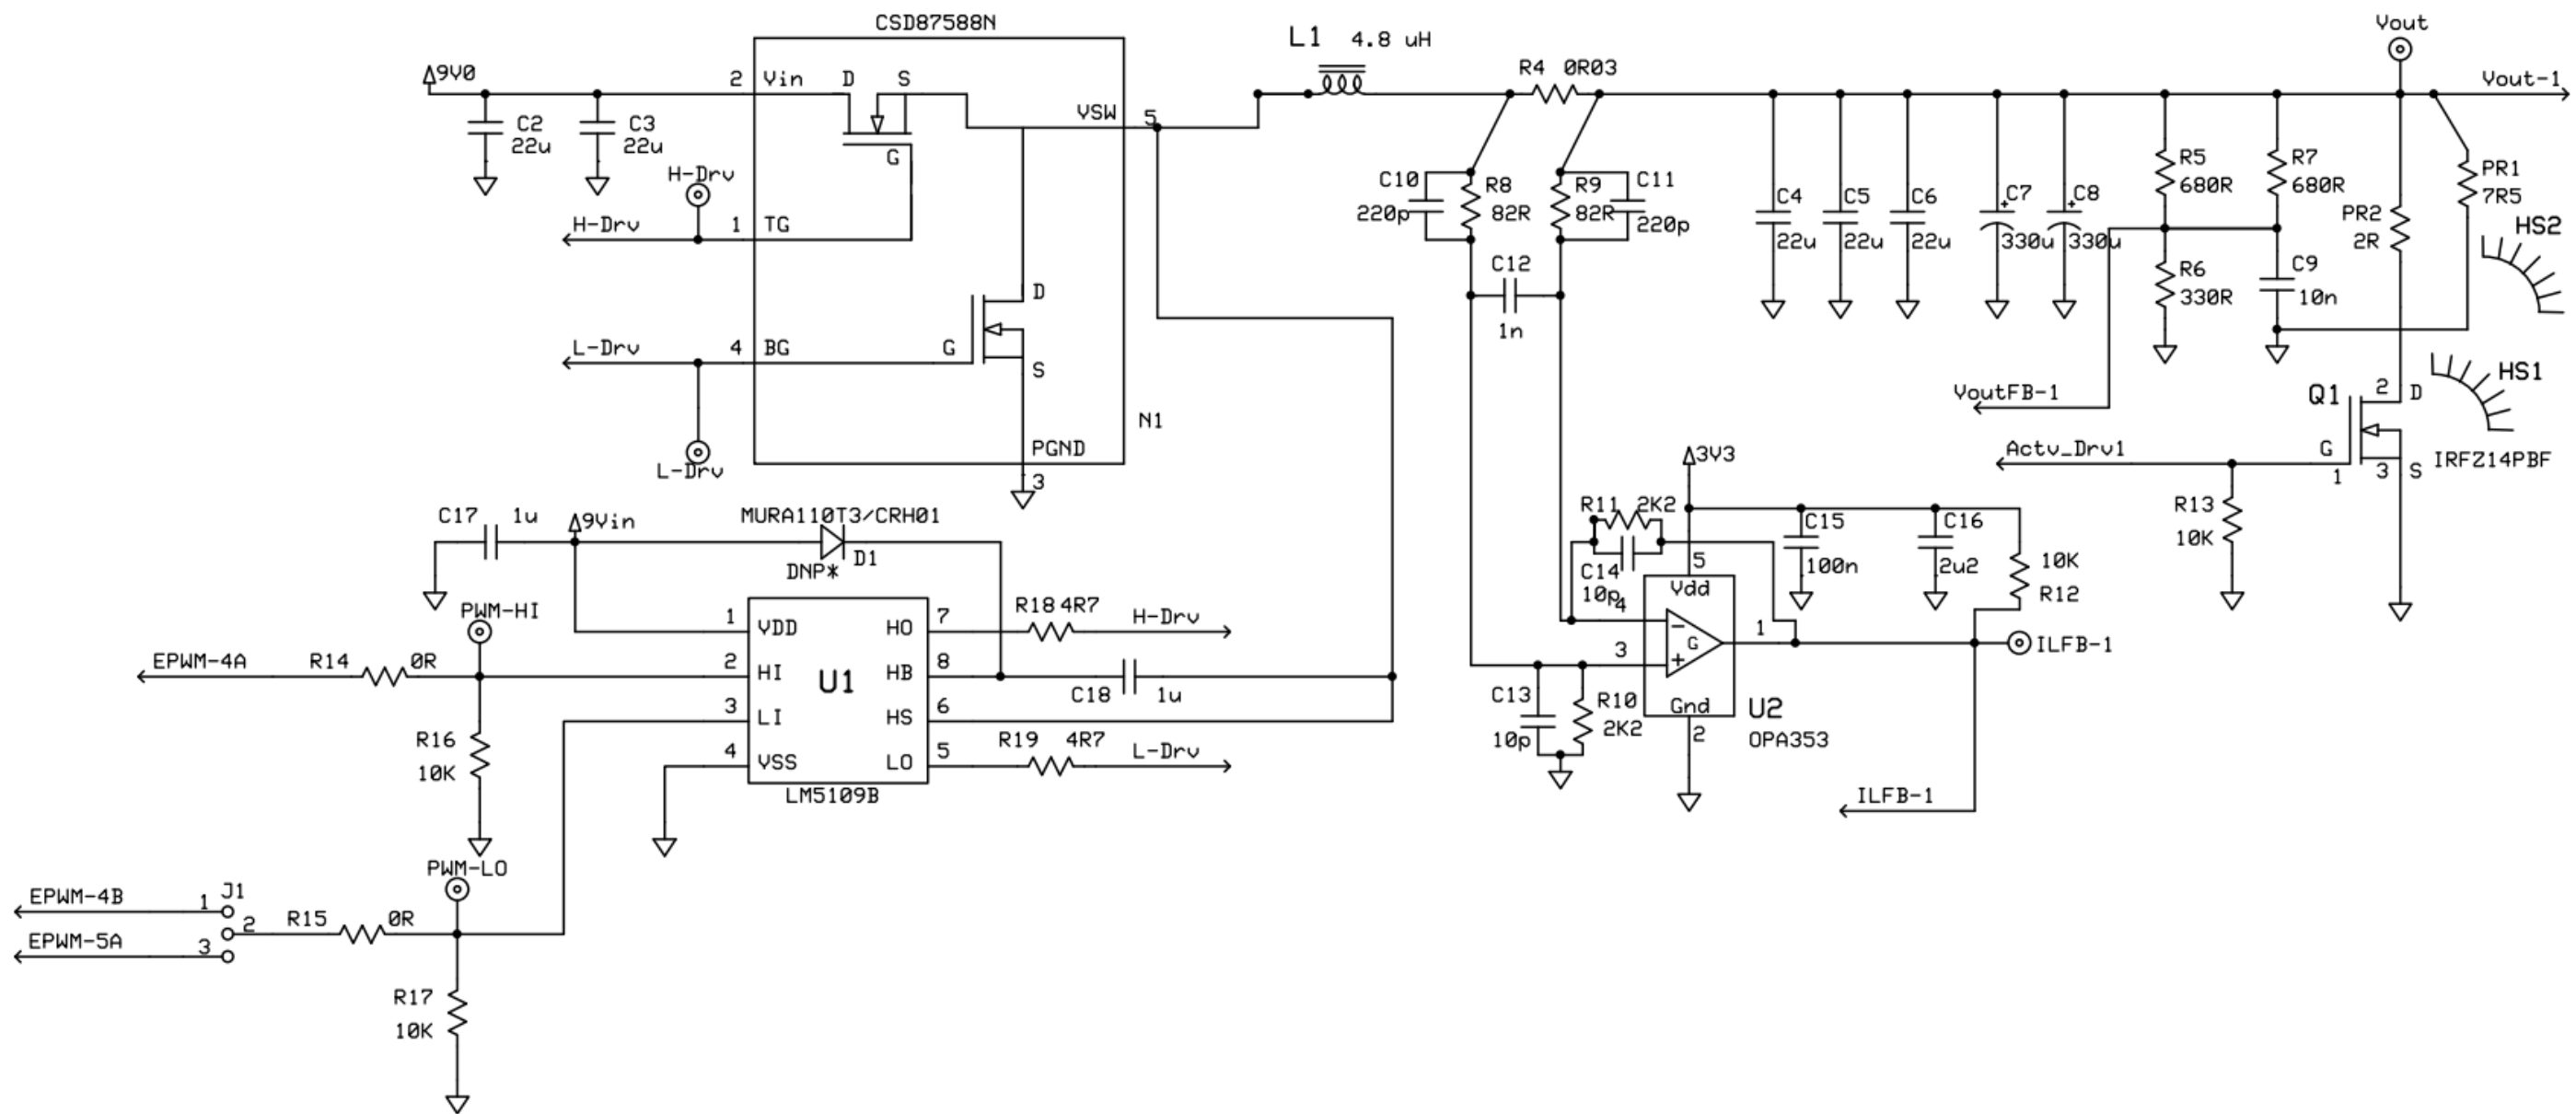 CSD87588N
9V0
2 Vin D S
C2
22u
C3
22u
G
VSW 5
H-Drv
H-Drv 1 TG
L-Drv 4 BG G
D
S
L-Drv
PGND
3
N1
L1 4.8 uH
R4 0R03
C10
220p
R8
82R
R9
82R
C11
220p
C12
1n
C4
22u
C5
22u
C6
22u
+
C7
330u
+
C8
330u
R5
680R
R6
330R
R7
680R
C9
10n
Vout
Vout-1
PR1
7R5
PR2
2R
HS2
HS1
VoutFB-1
Q1
2 D
G
1
3 S
IRFZ14PBF
Actv_Drv1
R13
10K
C17 1u
9Vin
MURA110T3/CRH01
D1
DNP*
PWM-HI
EPWM-4A R14 0R
R16
10K
1 VDD
2 HI
3 LI
4 VSS
U1
HO 7
HB 8
HS 6
LO 5
LM5109B
R18 4R7 H-Drv
C18 1u
R19 4R7 L-Drv
PWM-LO
EPWM-4B 1 J1
2
EPWM-5A 3
R15 0R
R17
10K
3V3
R11 2K2
C14
10p
4
5
Vdd
-
G
+
3
1
Gnd
2
U2
OPA353
C15
100n
C16
2u2
10K
R12
C13
10p
R10
2K2
ILFB-1
ILFB-1